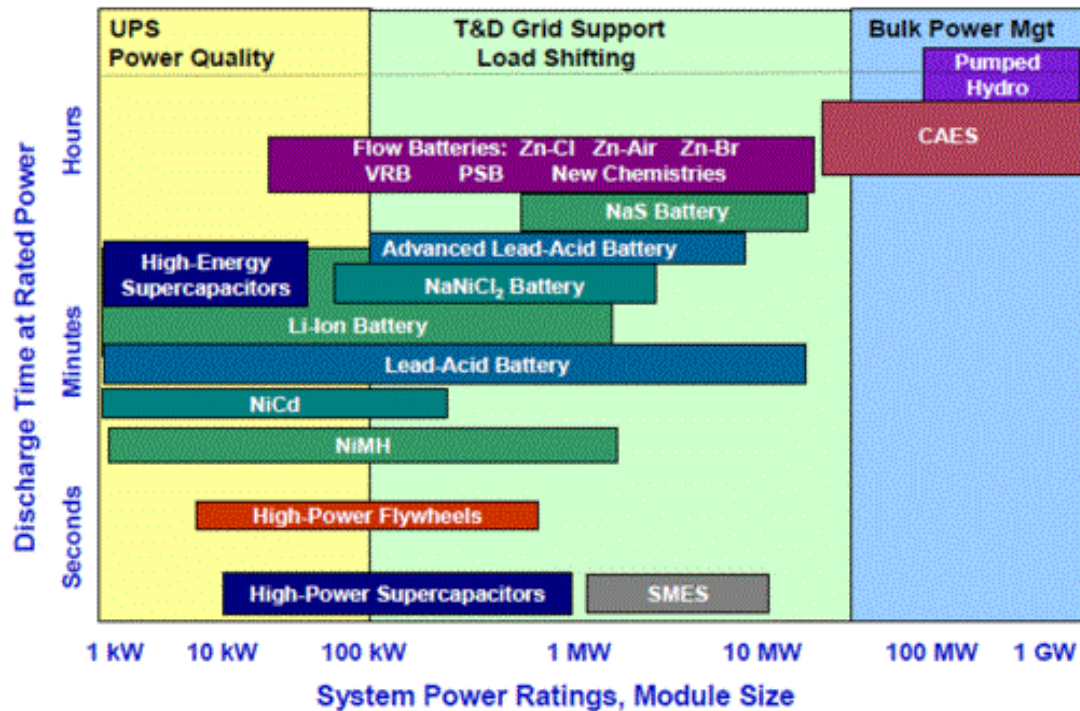 UPS
Power Quality
T&D Grid Support
Load Shifting
Bulk Power Mgt
Pumped
Hydro
CAES
Flow Batteries: Zn-Cl Zn-Air Zn-Br
VRB PSB New Chemistries
NaS Battery
Advanced Lead-Acid Battery
High-Energy
Supercapacitors
NaNiCl₂ Battery
Li-Ion Battery
Lead-Acid Battery
NiCd
NiMH
High-Power Flywheels
High-Power Supercapacitors
SMES
Discharge Time at Rated Power
Hours
Minutes
Seconds
1 kW 10 kW 100 kW 1 MW 10 MW 100 MW 1 GW
System Power Ratings, Module Size